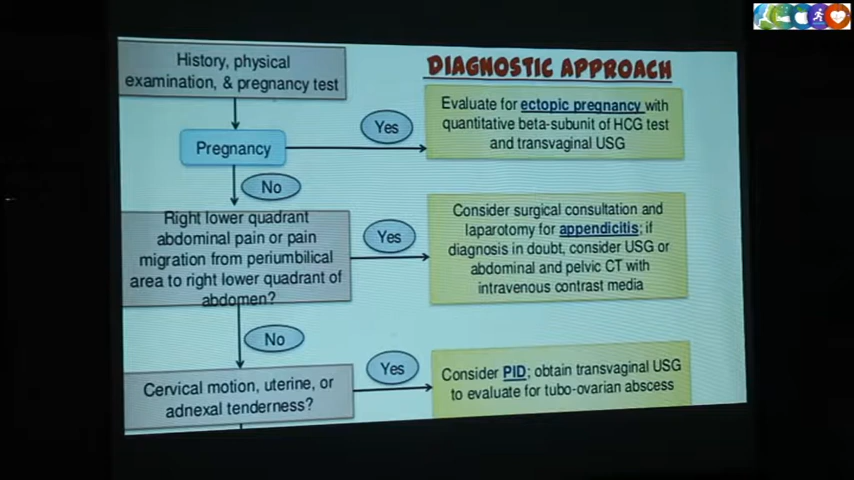 DIAGNOSTIC APPROACH
History, physical
examination, & pregnancy test
Pregnancy
Yes
Evaluate for ectopic pregnancy with
quantitative beta-subunit of HCG test
and transvaginal USG
No
Right lower quadrant
abdominal pain or pain
migration from periumbilical
area to right lower quadrant of
abdomen?
Yes
Consider surgical consultation and
laparotomy for appendicitis; if
diagnosis in doubt, consider USG or
abdominal and pelvic CT with
intravenous contrast media
No
Cervical motion, uterine, or
adnexal tenderness?
Yes
Consider PID; obtain transvaginal USG
to evaluate for tubo-ovarian abscess